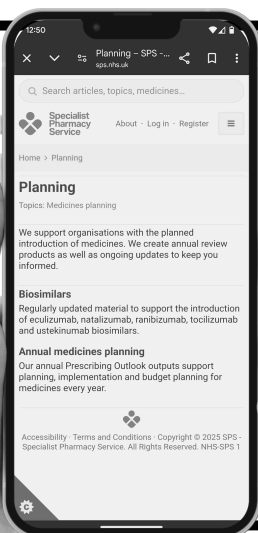 12:50
Planning – SPS -...
sps.nhs.uk
Search articles, topics, medicines...
Specialist
Pharmacy
Service
About · Log in · Register
Home > Planning
Planning
Topics: Medicines planning
We support organisations with the planned
introduction of medicines. We create annual review
products as well as ongoing updates to keep you
informed.
Biosimilars
Regularly updated material to support the introduction
of eculizumab, natalizumab, ranibizumab, tocilizumab
and ustekinumab biosimilars.
Annual medicines planning
Our annual Prescribing Outlook outputs support
planning, implementation and budget planning for
medicines every year.
Accessibility · Terms and Conditions · Copyright © 2025 SPS -
Specialist Pharmacy Service. All Rights Reserved. NHS-SPS 1
C